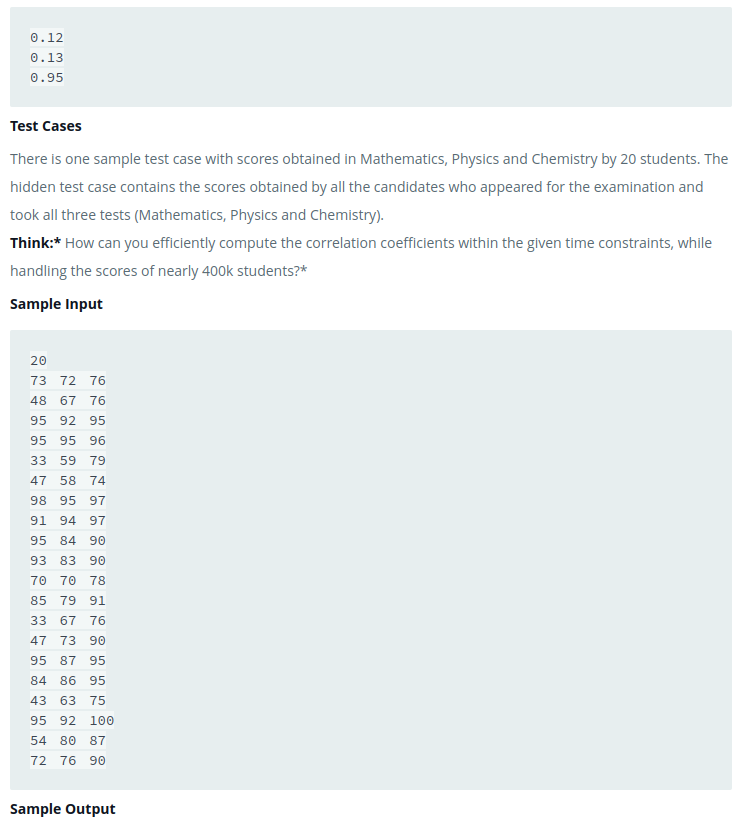 0.12
0.13
0.95
Test Cases
There is one sample test case with scores obtained in Mathematics, Physics and Chemistry by 20 students. The
hidden test case contains the scores obtained by all the candidates who appeared for the examination and
took all three tests (Mathematics, Physics and Chemistry).
Think:* How can you efficiently compute the correlation coefficients within the given time constraints, while
handling the scores of nearly 400k students?*
Sample Input
20
73 72 76
48 67 76
95 92 95
95 95 96
33 59 79
47 58 74
98 95 97
91 94 97
95 84 90
93 83 90
70 70 78
85 79 91
33 67 76
47 73 90
95 87 95
84 86 95
43 63 75
95 92 100
54 80 87
72 76 90
Sample Output